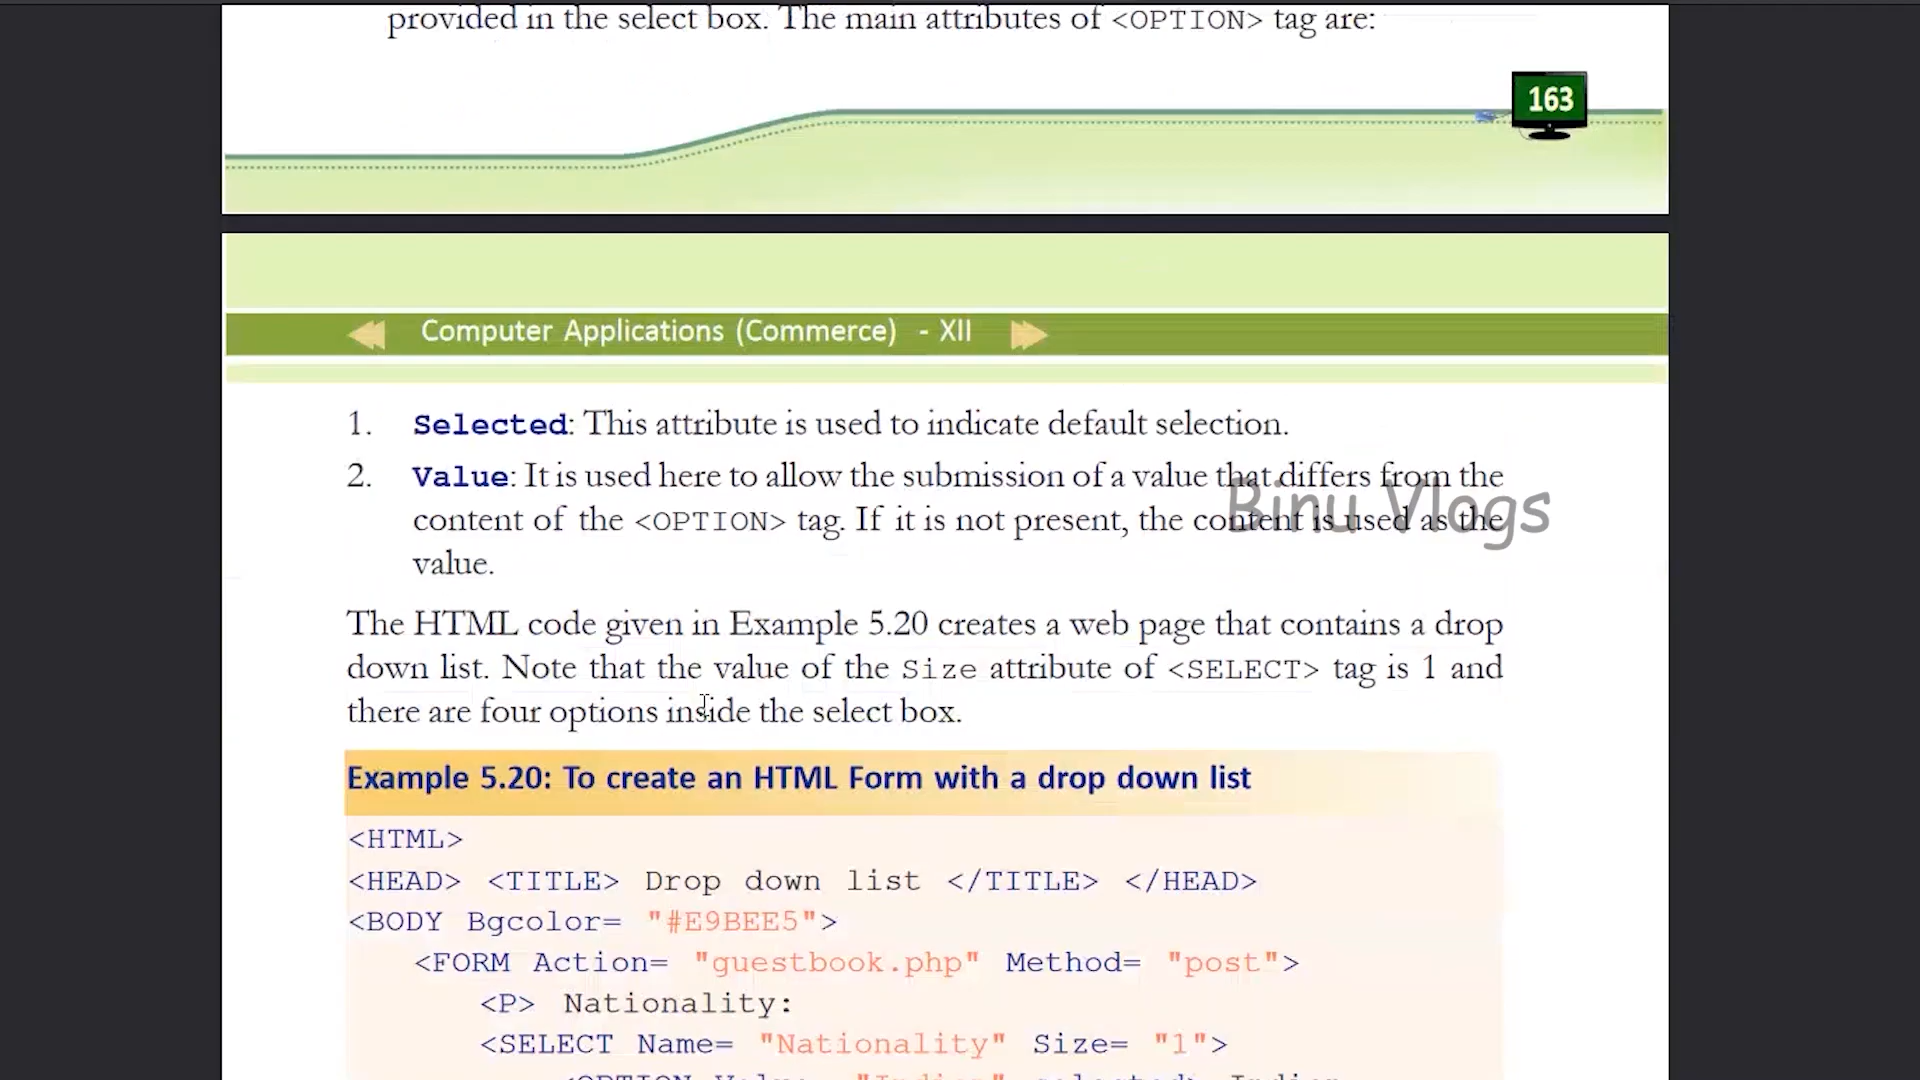 provided in the select box. The main attributes of <OPTION> tag are:
163
Computer Applications (Commerce) - XII
1. Selected: This attribute is used to indicate default selection.
2. Value: It is used here to allow the submission of a value that differs from the
content of the <OPTION> tag. If it is not present, the content is used as the
value.
Binu Vlogs
The HTML code given in Example 5.20 creates a web page that contains a drop
down list. Note that the value of the Size attribute of <SELECT> tag is 1 and
there are four options inside the select box.
Example 5.20: To create an HTML Form with a drop down list
<HTML>
<HEAD> <TITLE> Drop down list </TITLE> </HEAD>
<BODY Bgcolor= "#E9BEE5">
<FORM Action= "guestbook.php" Method= "post">
<P> Nationality:
<SELECT Name= "Nationality" Size= "1">